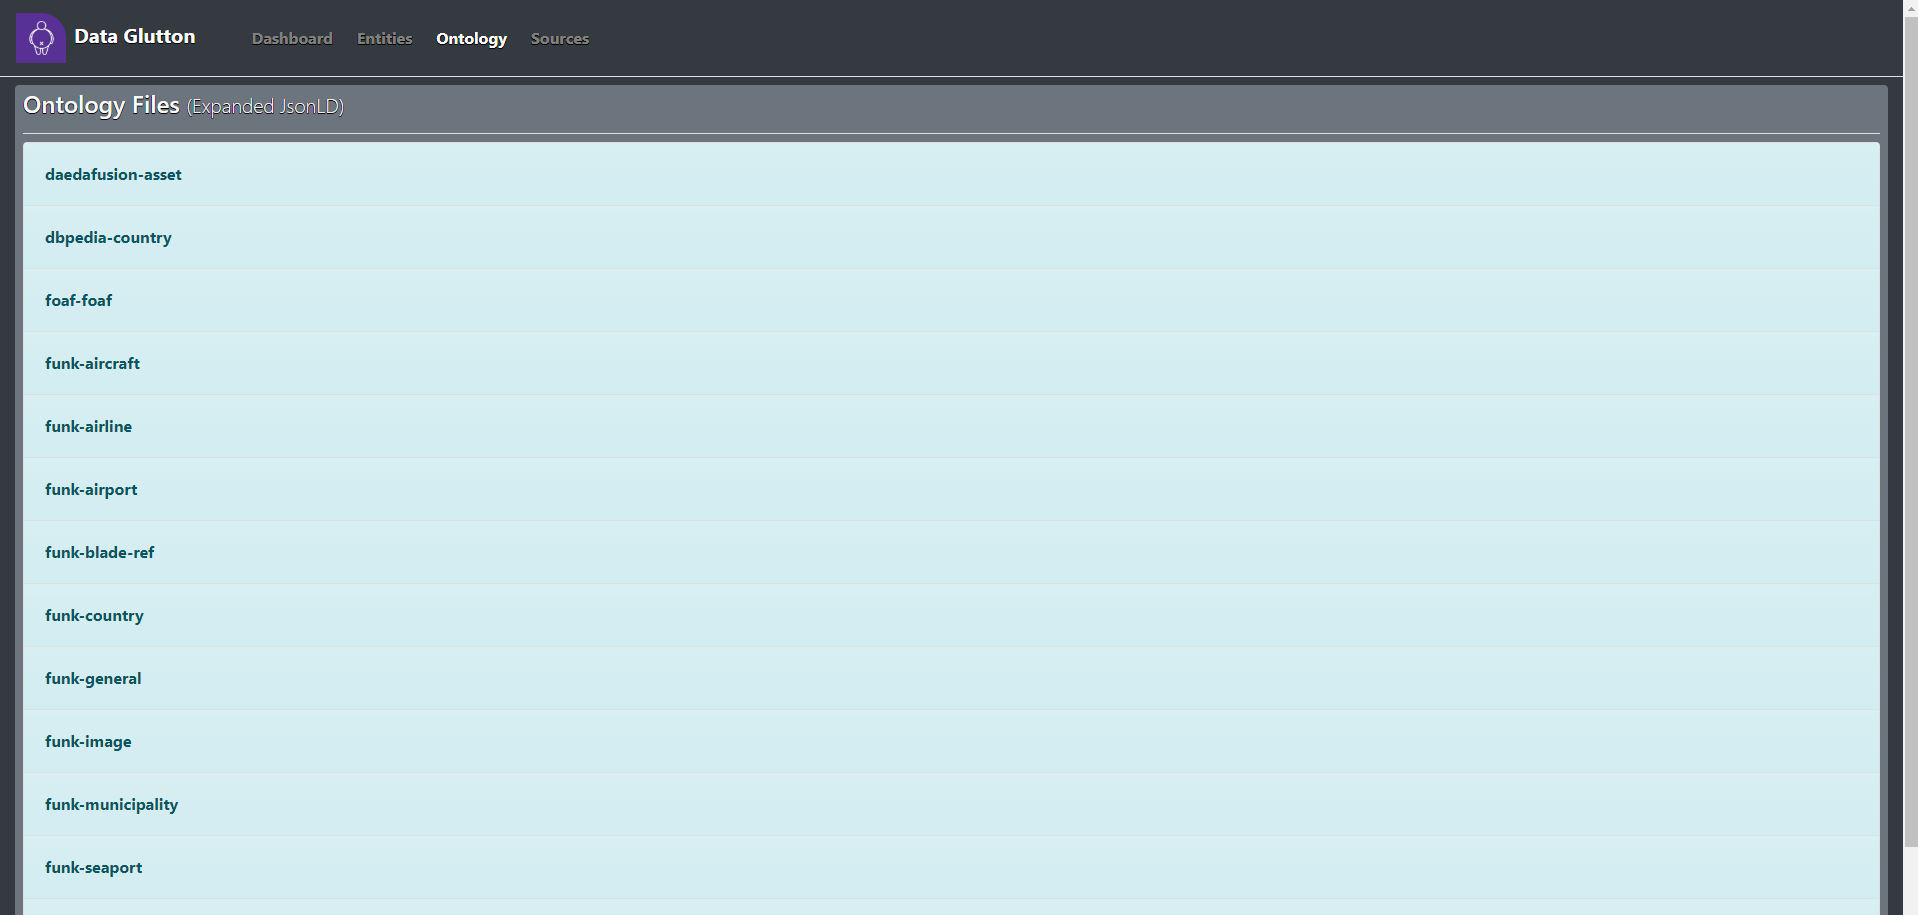 Data Glutton Dashboard Entities Ontology Sources
Ontology Files (Expanded JsonLD)
daedafusion-asset
dbpedia-country
foaf-foaf
funk-aircraft
funk-airline
funk-airport
funk-blade-ref
funk-country
funk-general
funk-image
funk-municipality
funk-seaport